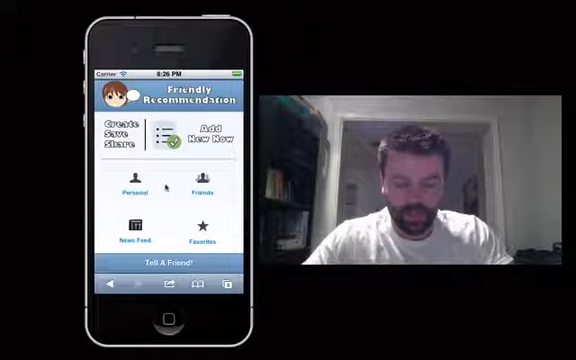 Carrier 8:26 PM
Friendly
Recommendation
Create
Save
Share
Add
New Now
Personal
Friends
News Feed
Favorites
Tell A Friend!